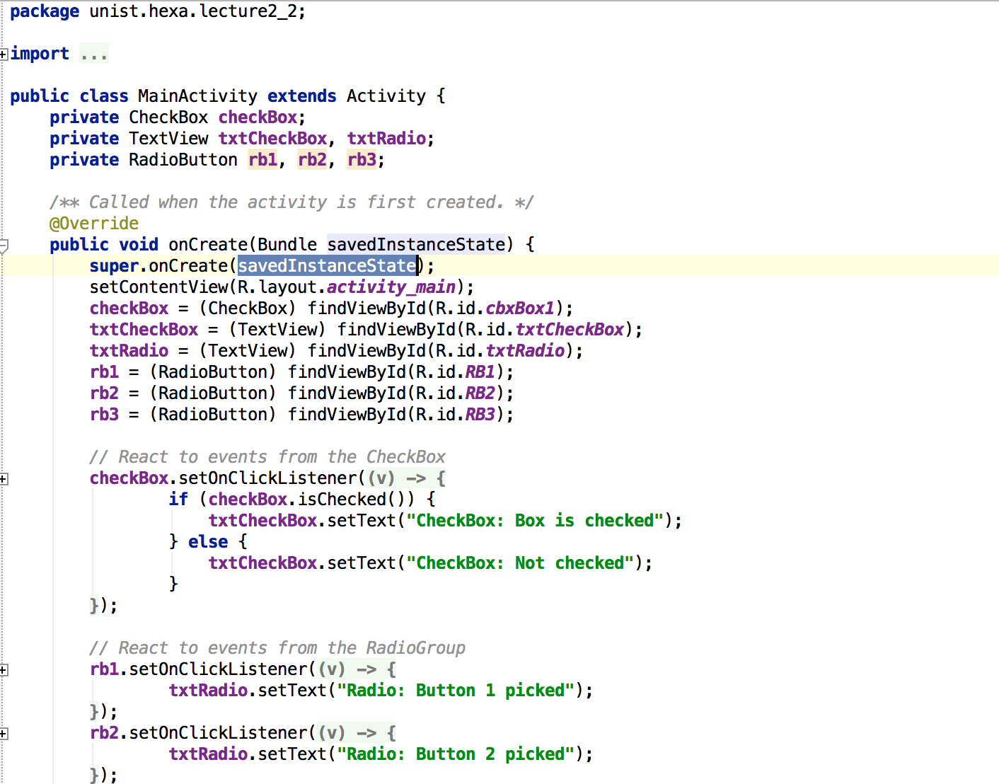 package unist.hexa.lecture2_2;
import ...
public class MainActivity extends Activity {
private CheckBox checkBox;
private TextView txtCheckBox, txtRadio;
private RadioButton rb1, rb2, rb3;
/** Called when the activity is first created. */
@Override
public void onCreate(Bundle savedInstanceState) {
super.onCreate(savedInstanceState);
setContentView(R.layout.activity_main);
checkBox = (CheckBox) findViewById(R.id.cbxBox1);
txtCheckBox = (TextView) findViewById(R.id.txtCheckBox);
txtRadio = (TextView) findViewById(R.id.txtRadio);
rb1 = (RadioButton) findViewById(R.id.RB1);
rb2 = (RadioButton) findViewById(R.id.RB2);
rb3 = (RadioButton) findViewById(R.id.RB3);
// React to events from the CheckBox
checkBox.setOnClickListener((v) -> {
if (checkBox.isChecked()) {
txtCheckBox.setText("CheckBox: Box is checked");
} else {
txtCheckBox.setText("CheckBox: Not checked");
}
});
// React to events from the RadioGroup
rb1.setOnClickListener((v) -> {
txtRadio.setText("Radio: Button 1 picked");
});
rb2.setOnClickListener((v) -> {
txtRadio.setText("Radio: Button 2 picked");
});